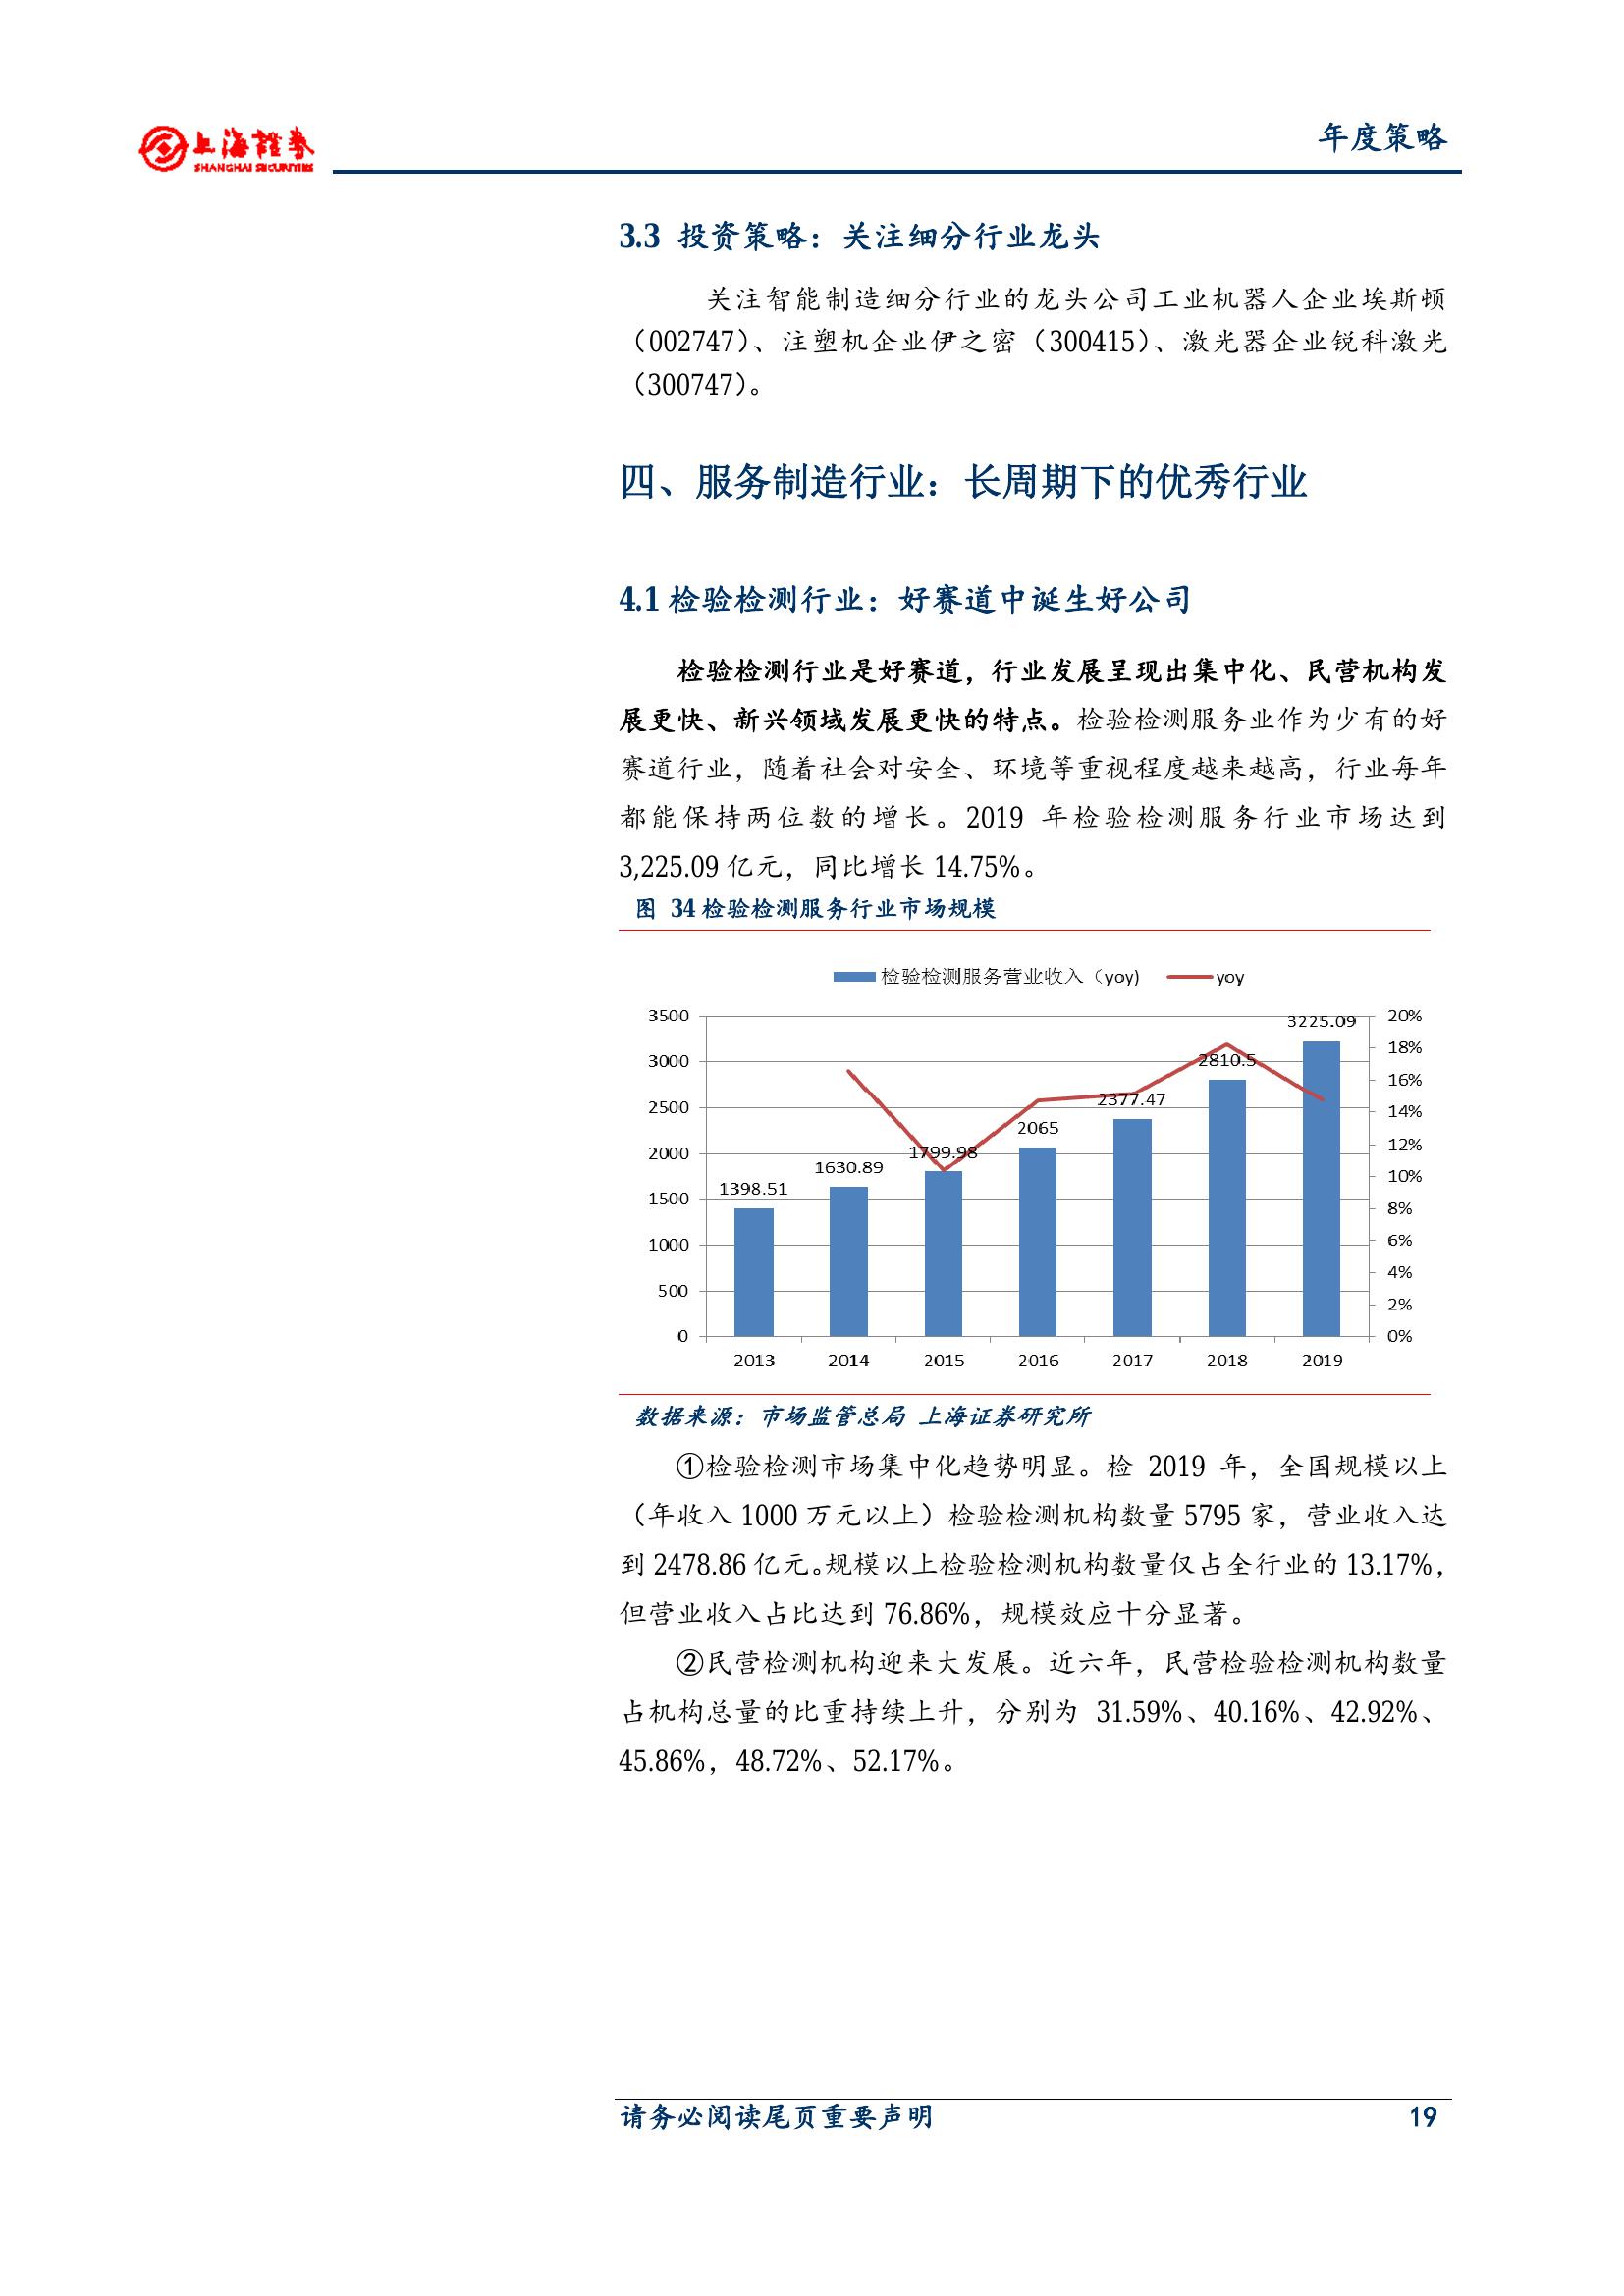 上海證券
SHANGHAI SECURITIES
年度策略
3.3 投资策略：关注细分行业龙头
关注智能制造细分行业的龙头公司工业机器人企业埃斯顿
（002747）、注塑机企业伊之密（300415）、激光器企业锐科激光
（300747）。
四、服务制造行业：长周期下的优秀行业
4.1 检验检测行业：好赛道中诞生好公司
检验检测行业是好赛道，行业发展呈现出集中化、民营机构发
展更快、新兴领域发展更快的特点。检验检测服务业作为少有的好
赛道行业，随着社会对安全、环境等重视程度越来越高，行业每年
都能保持两位数的增长。2019 年检验检测服务行业市场达到
3,225.09 亿元，同比增长 14.75%。
图 34 检验检测服务行业市场规模
检验检测服务营业收入（yoy) yoy
3500 3225.09 20%
18%
3000 2810.5 16%
2500 2377.47 14%
2065 12%
2000 1799.98
1630.89 10%
1500 1398.51 8%
1000 6%
4%
500 2%
0 0%
2013 2014 2015 2016 2017 2018 2019
数据来源：市场监管总局 上海证券研究所
①检验检测市场集中化趋势明显。检 2019 年，全国规模以上
（年收入 1000 万元以上）检验检测机构数量 5795 家，营业收入达
到 2478.86 亿元。规模以上检验检测机构数量仅占全行业的 13.17%，
但营业收入占比达到 76.86%，规模效应十分显著。
②民营检测机构迎来大发展。近六年，民营检验检测机构数量
占机构总量的比重持续上升，分别为 31.59%、40.16%、42.92%、
45.86%，48.72%、52.17%。
请务必阅读尾页重要声明 19